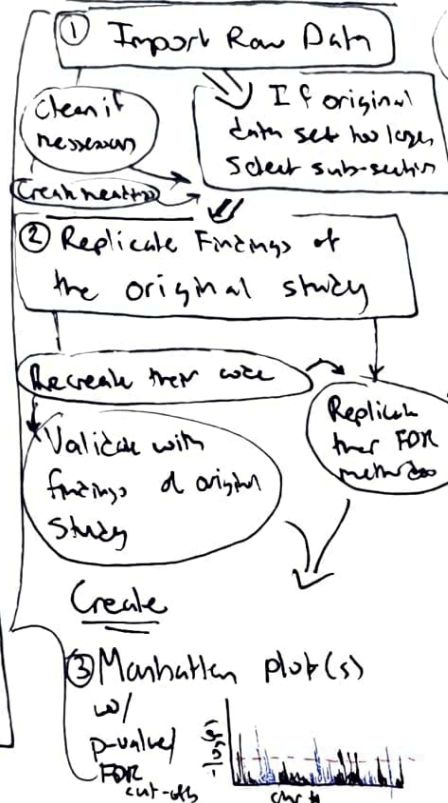 ① Import Raw Data
Clean if
necessary
If original
data set too large,
Select sub-section
② Replicate Findings of
the original study
Recreate their code
Replicate
their FDR
methods
Validate with
findings of original
study
Create
③ Manhattan plot(s)
w/
p-value/
FDR
cut-offs
chr #